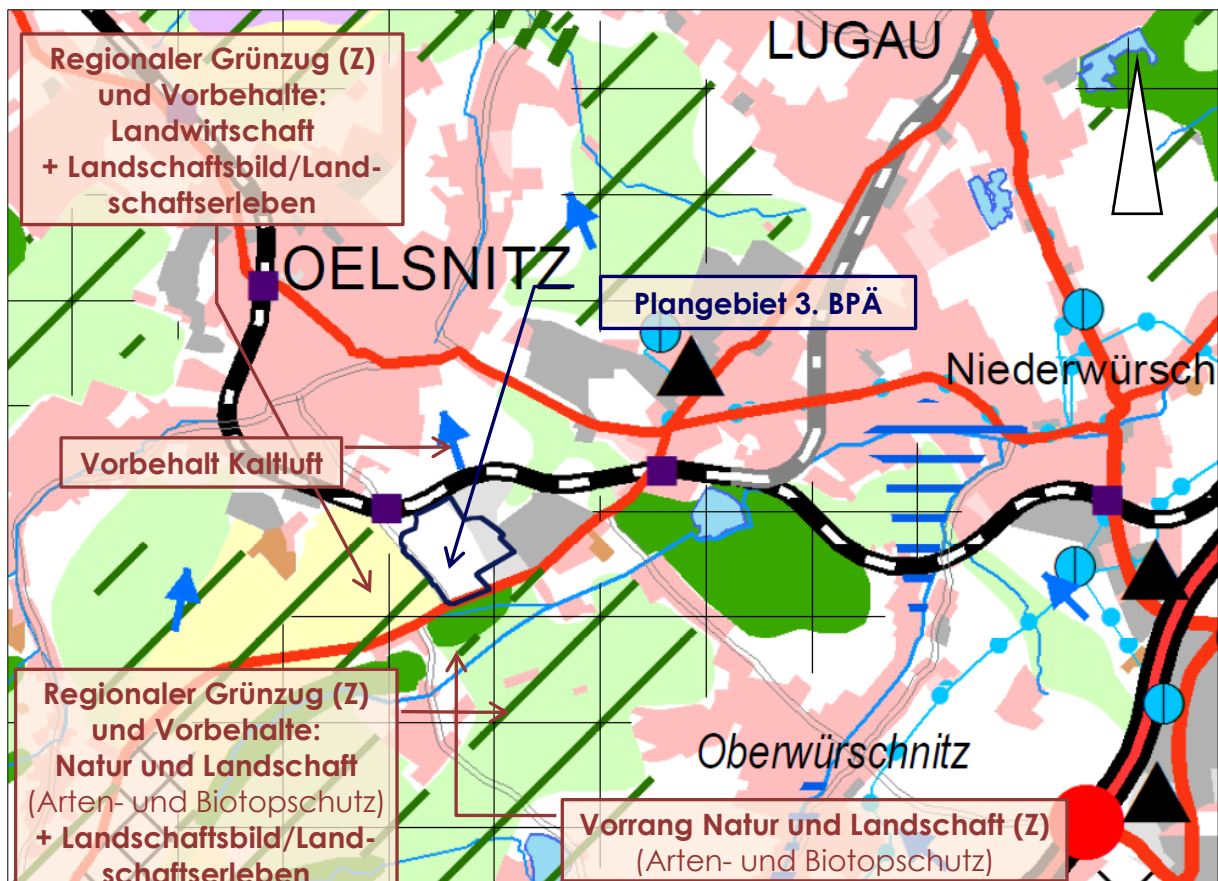 Regionaler Grünzug (Z)
und Vorbehalte:
Landwirtschaft
+ Landschaftsbild/Land-
schaftserleben
LUGAU
OELSNITZ
Plangebiet 3. BPÄ
Niederwürsch
Vorbehalt Kaltluft
Regionaler Grünzug (Z)
und Vorbehalte:
Natur und Landschaft
(Arten- und Biotopschutz)
+ Landschaftsbild/Land-
schaftserleben
Oberwürschnitz
Vorrang Natur und Landschaft (Z)
(Arten- und Biotopschutz)